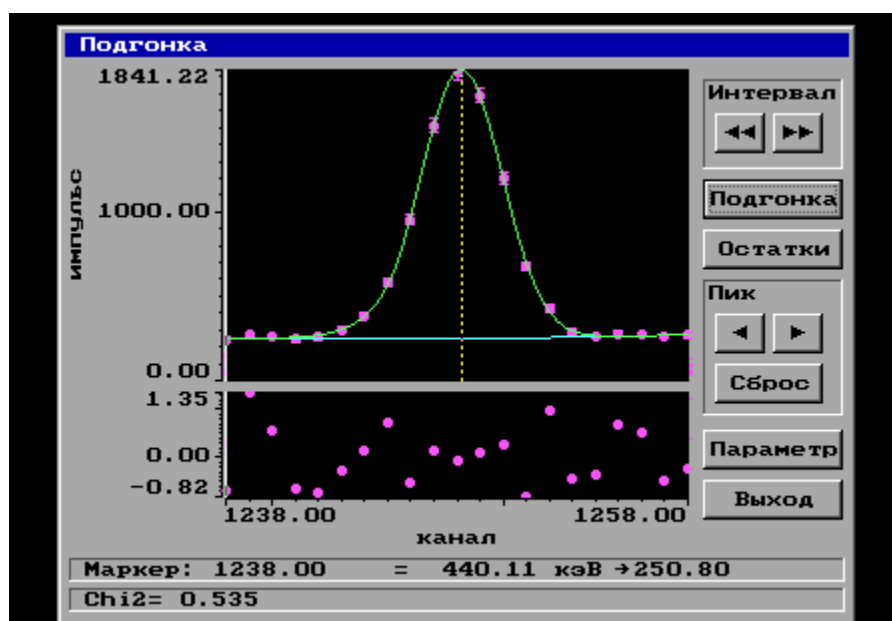 Подгонка
1841.22
1000.00
0.00
импульс
1.35
0.00
-0.82
1238.00 1258.00
канал
Интервал
Подгонка
Остатки
Пик
Сброс
Параметр
Выход
Маркер: 1238.00 = 440.11 кэВ →250.80
Chi2= 0.535